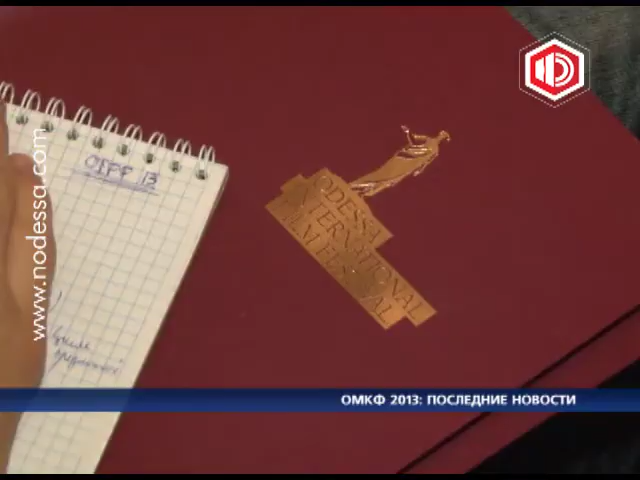 www.nodessa.com
OIFF 13
ODESSA
INTERNATIONAL
FILM FESTIVAL
ОМКФ 2013: ПОСЛЕДНИЕ НОВОСТИ